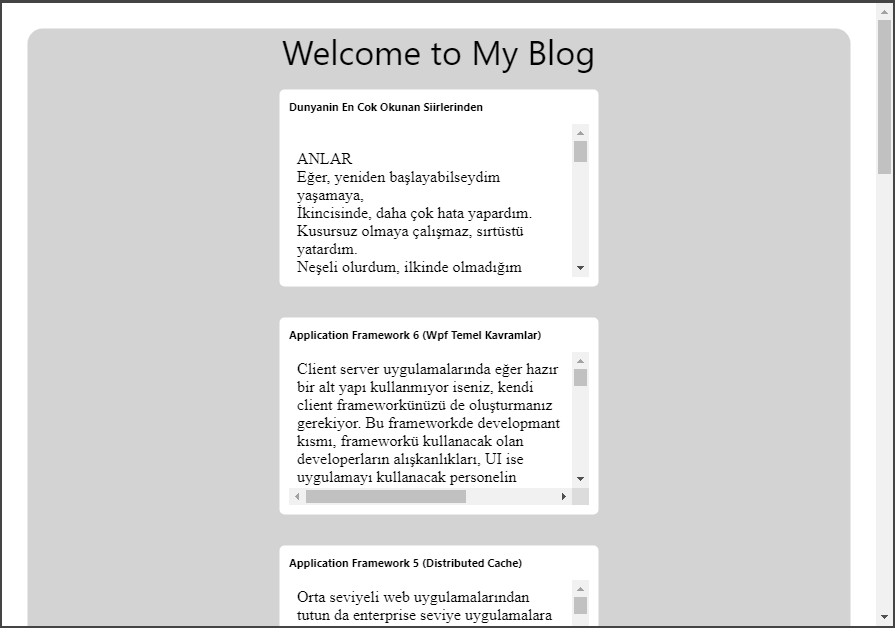 Welcome to My Blog
Dunyanin En Cok Okunan Siirlerinden
ANLAR
Eğer, yeniden başlayabilseydim
yaşamaya,
İkincisinde, daha çok hata yapardım.
Kusursuz olmaya çalışmaz, sırtüstü
yatardım.
Neşeli olurdum, ilkinde olmadığım
Application Framework 6 (Wpf Temel Kavramlar)
Client server uygulamalarında eğer hazır
bir alt yapı kullanmıyor iseniz, kendi
client frameworkünüzü de oluşturmanız
gerekiyor. Bu frameworkde developmant
kısmı, frameworkü kullanacak olan
developerların alışkanlıkları, UI ise
uygulamayı kullanacak personelin
Application Framework 5 (Distributed Cache)
Orta seviyeli web uygulamalarından
tutun da enterprise seviye uygulamalara